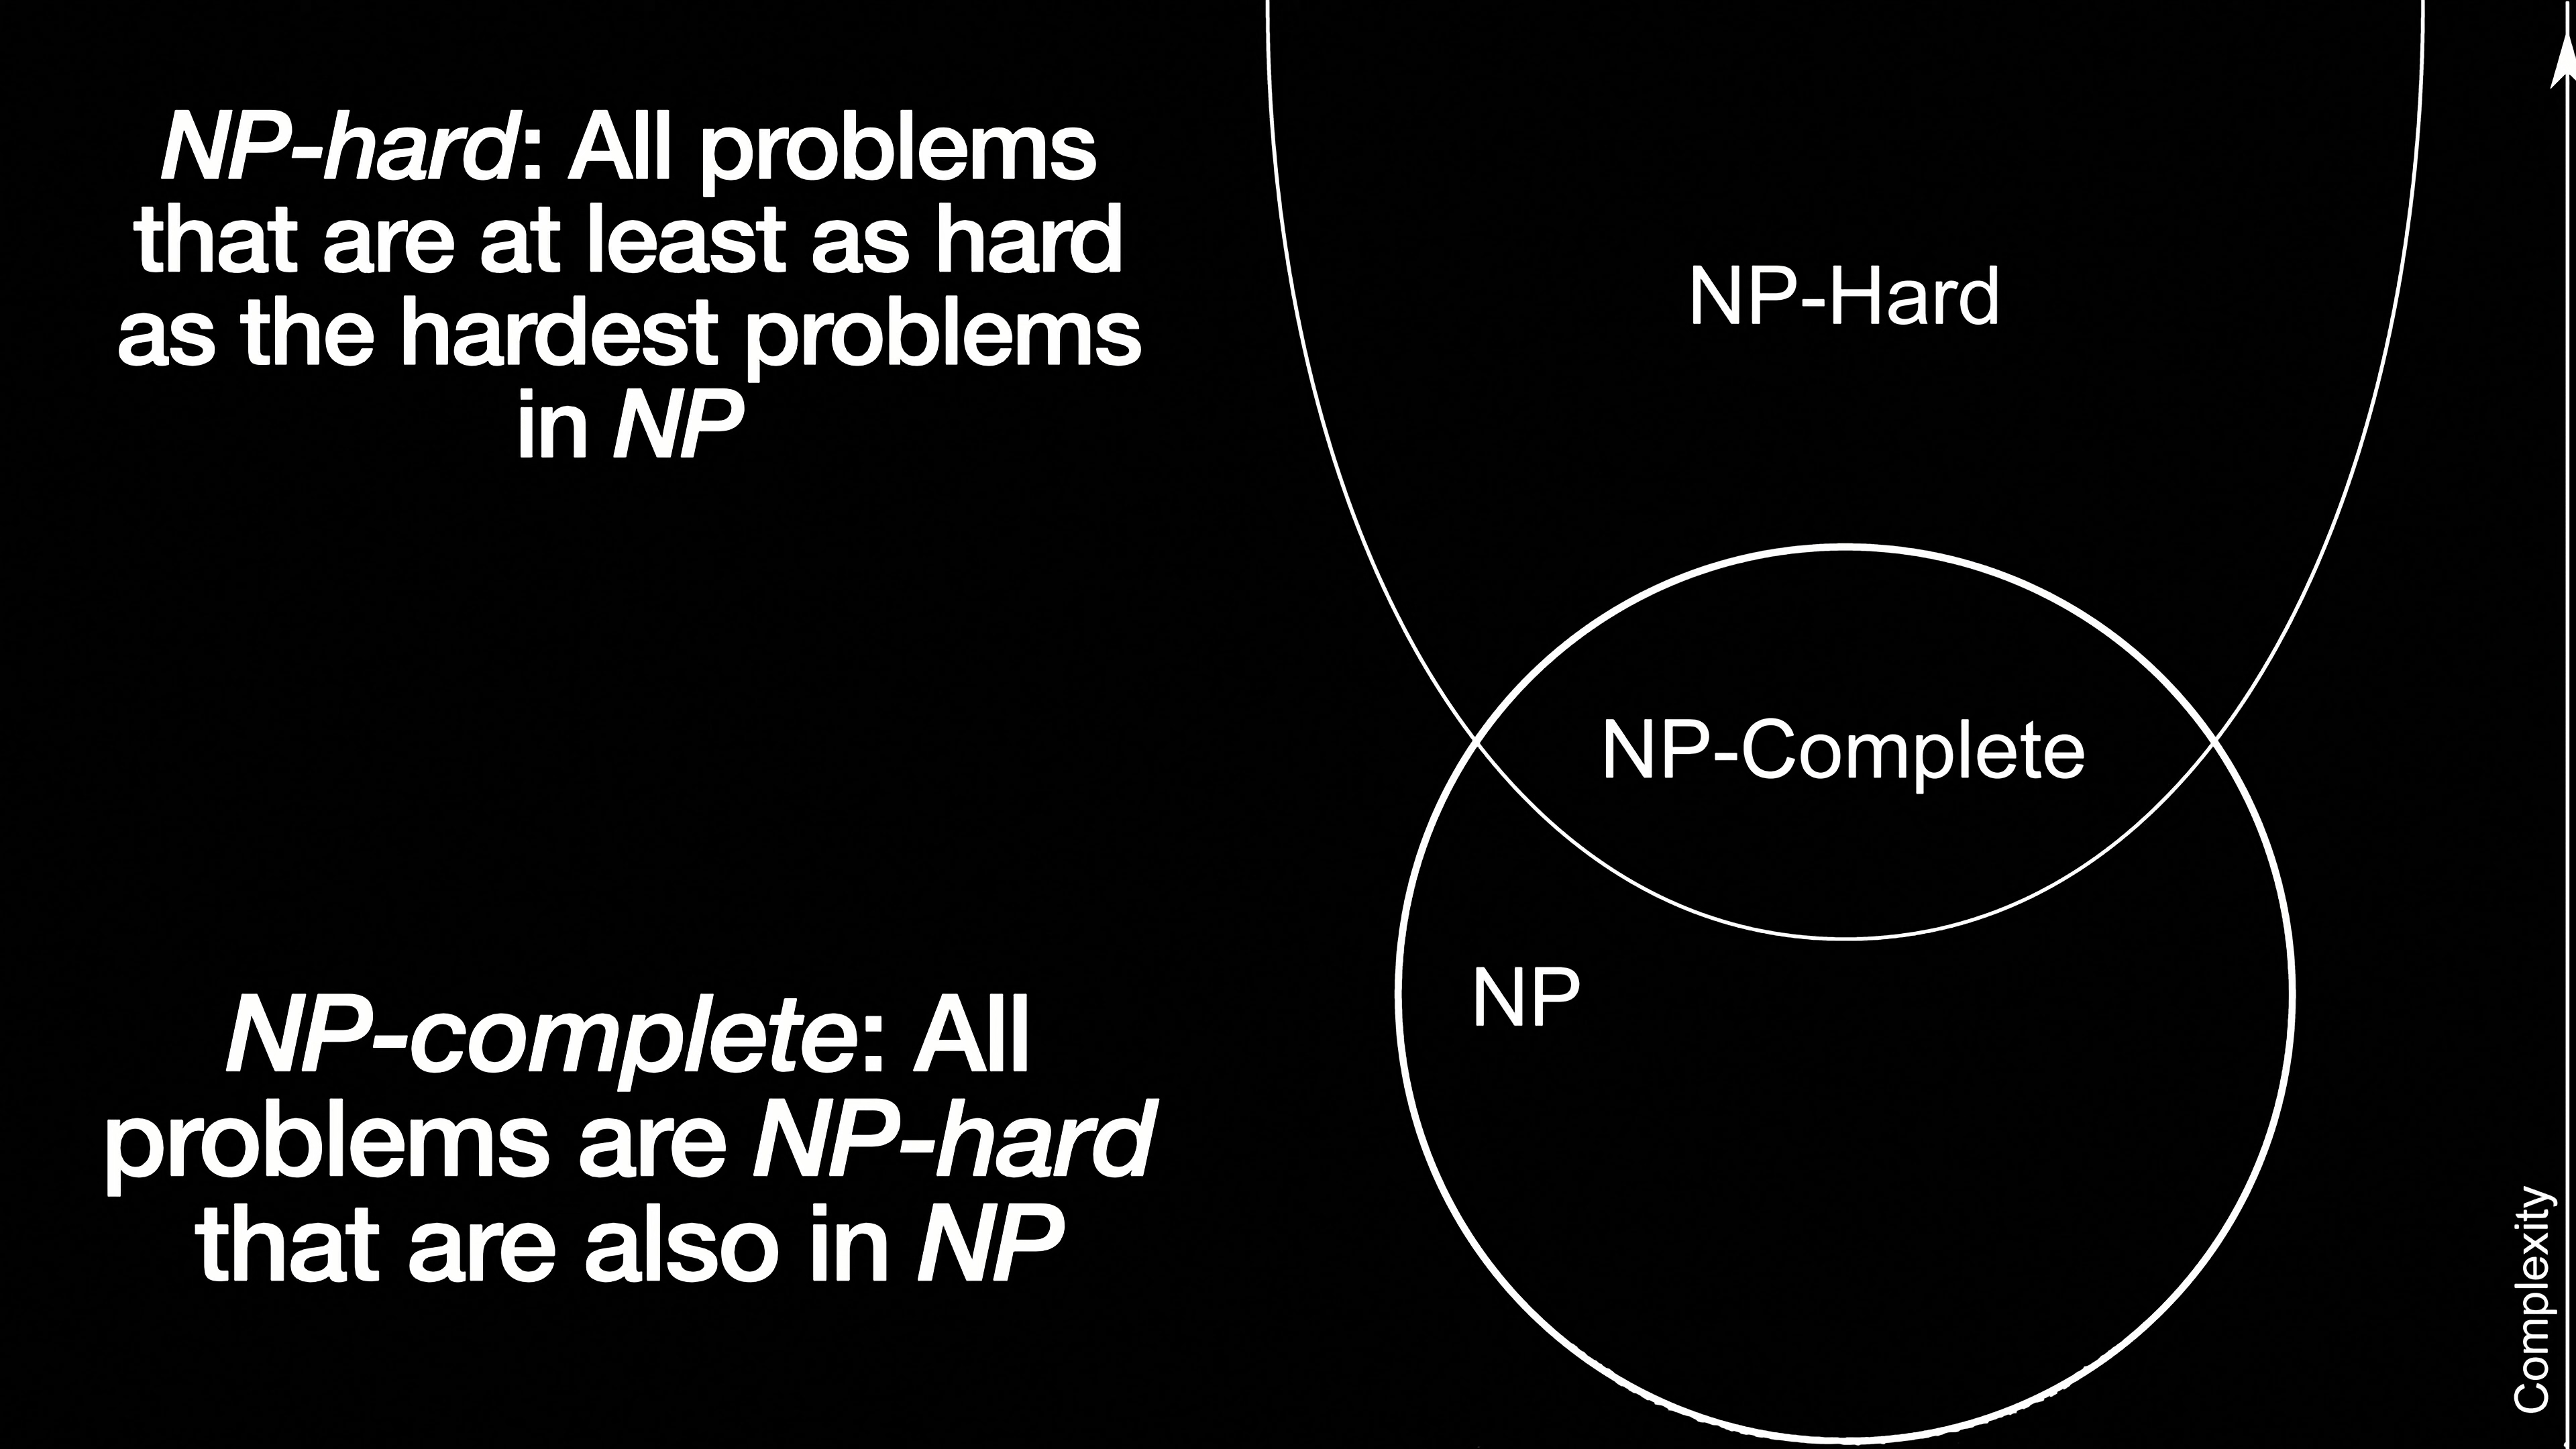 NP-hard: All problems
that are at least as hard
as the hardest problems
in NP
NP-complete: All
problems are NP-hard
that are also in NP
NP-Hard
NP-Complete
NP
Complexity